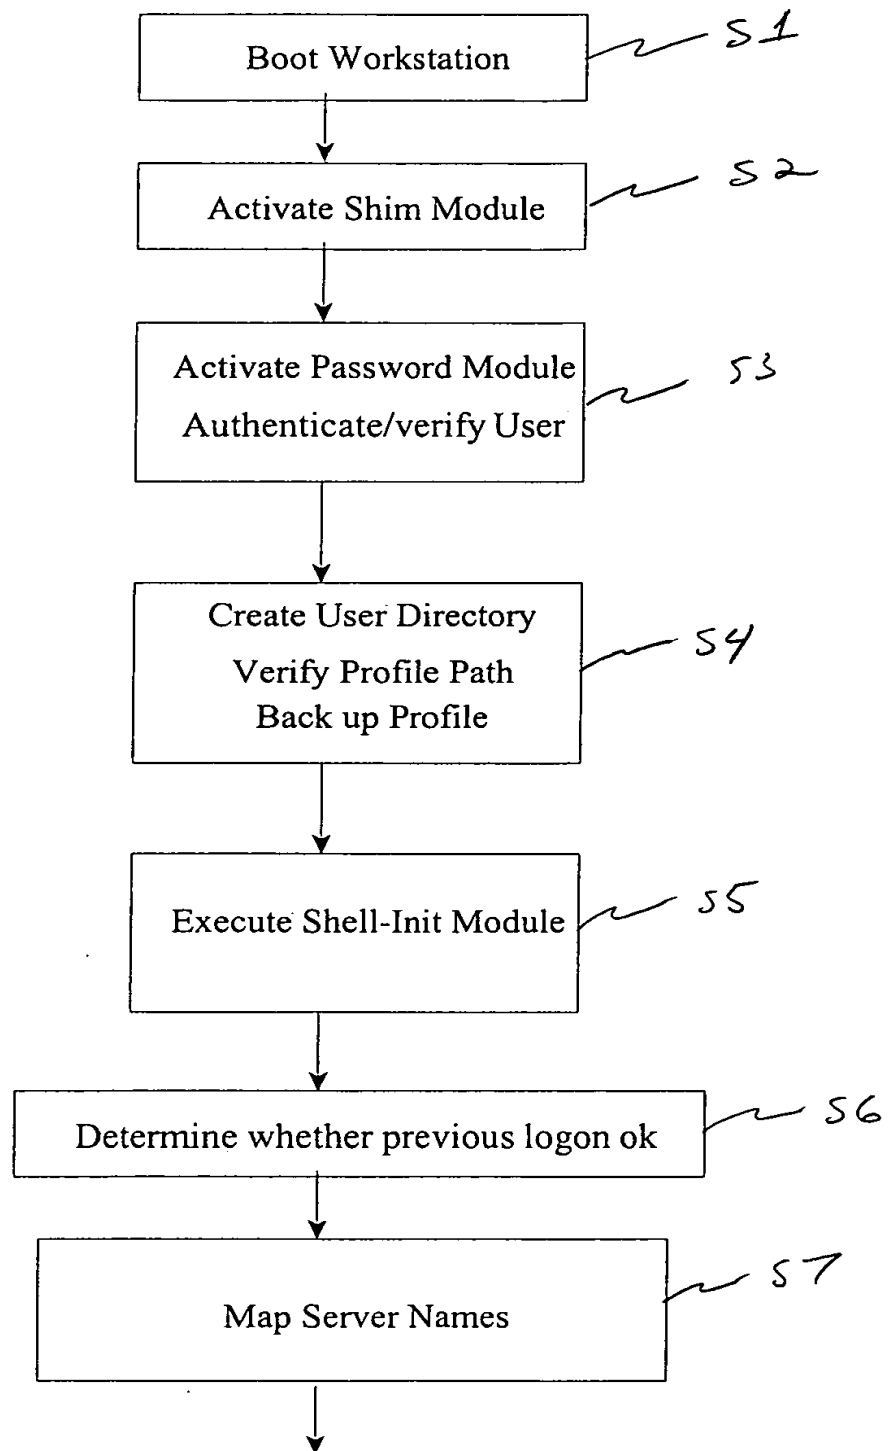 Boot Workstation
S1
Activate Shim Module
S2
Activate Password Module
Authenticate/verify User
S3
Create User Directory
Verify Profile Path
Back up Profile
S4
Execute Shell-Init Module
S5
Determine whether previous logon ok
S6
Map Server Names
S7